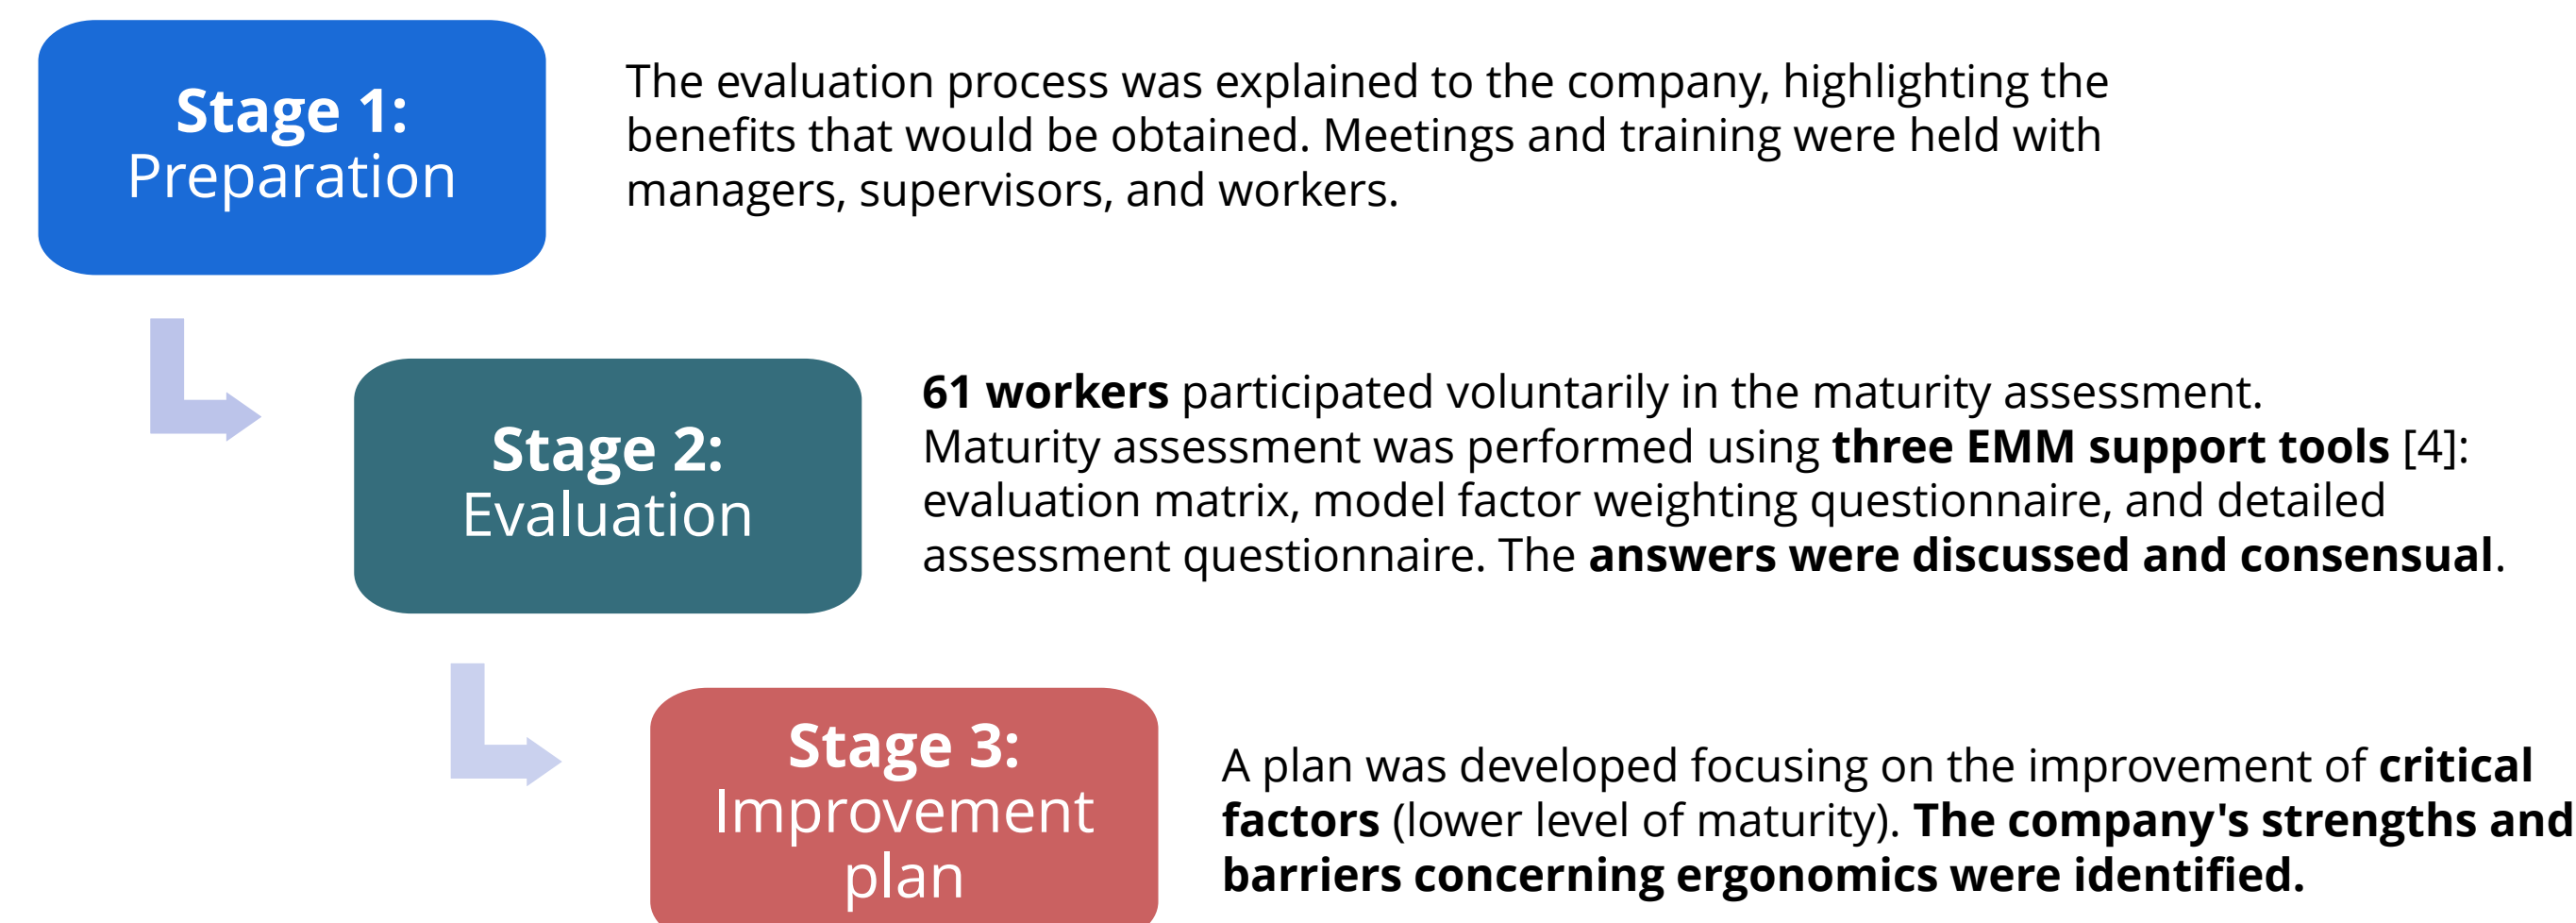 Stage 1:
Preparation
The evaluation process was explained to the company, highlighting the
benefits that would be obtained. Meetings and training were held with
managers, supervisors, and workers.
Stage 2:
Evaluation
61 workers participated voluntarily in the maturity assessment.
Maturity assessment was performed using three EMM support tools [4]:
evaluation matrix, model factor weighting questionnaire, and detailed
assessment questionnaire. The answers were discussed and consensual.
Stage 3:
Improvement
plan
A plan was developed focusing on the improvement of critical
factors (lower level of maturity). The company's strengths and
barriers concerning ergonomics were identified.